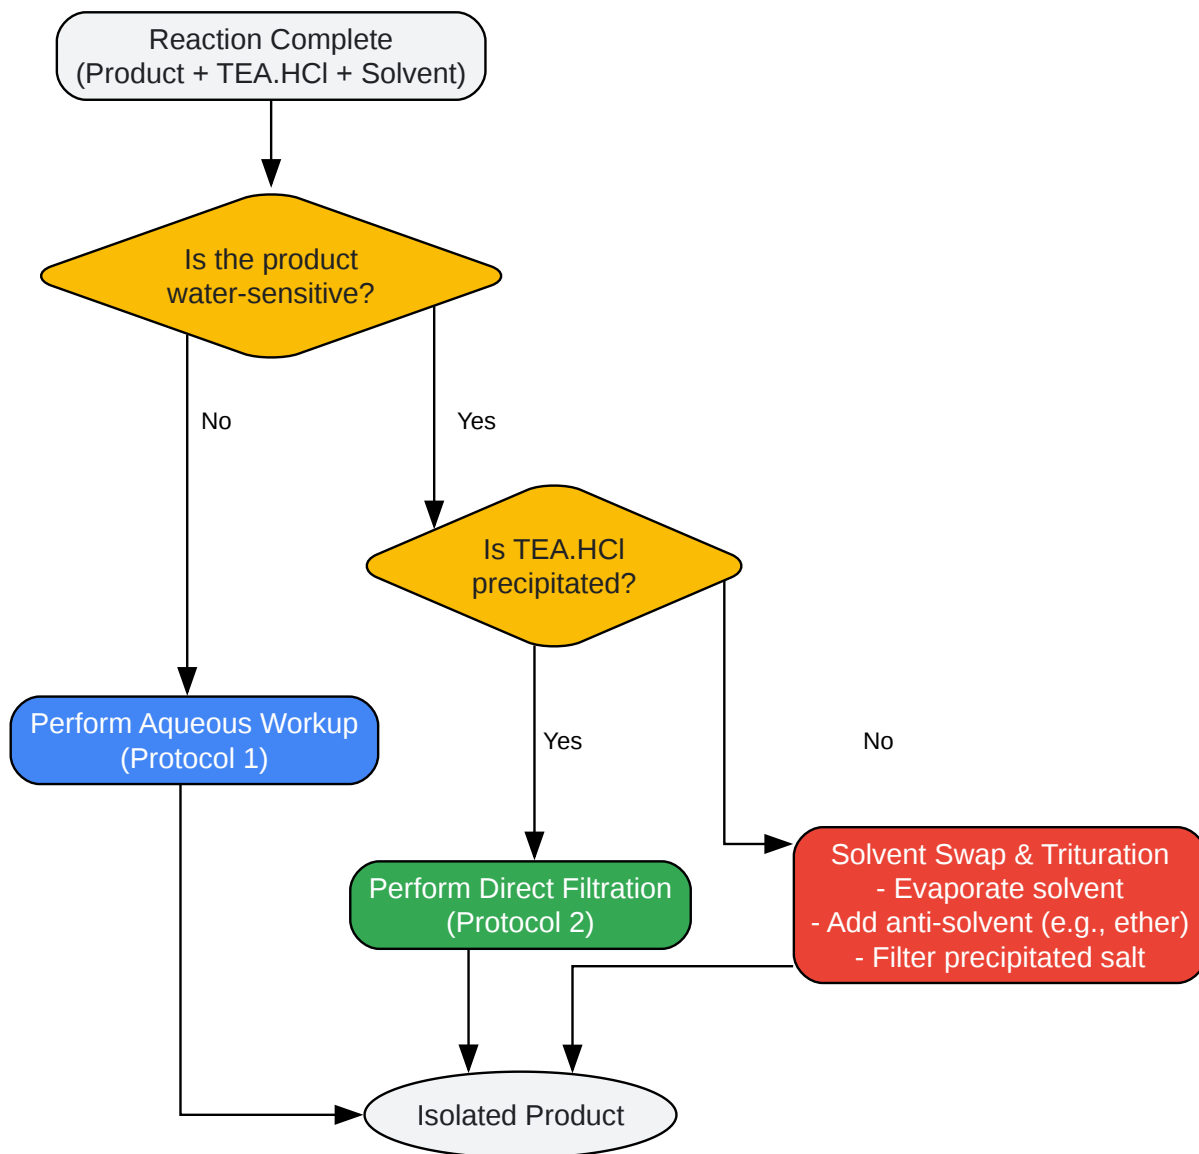 Reaction Complete
(Product + TEA.HCl + Solvent)
Is the product
water-sensitive?
No
Yes
Is TEA.HCl
precipitated?
Perform Aqueous Workup
(Protocol 1)
Yes
No
Solvent Swap & Trituration
- Evaporate solvent
- Add anti-solvent (e.g., ether)
- Filter precipitated salt
Perform Direct Filtration
(Protocol 2)
Isolated Product